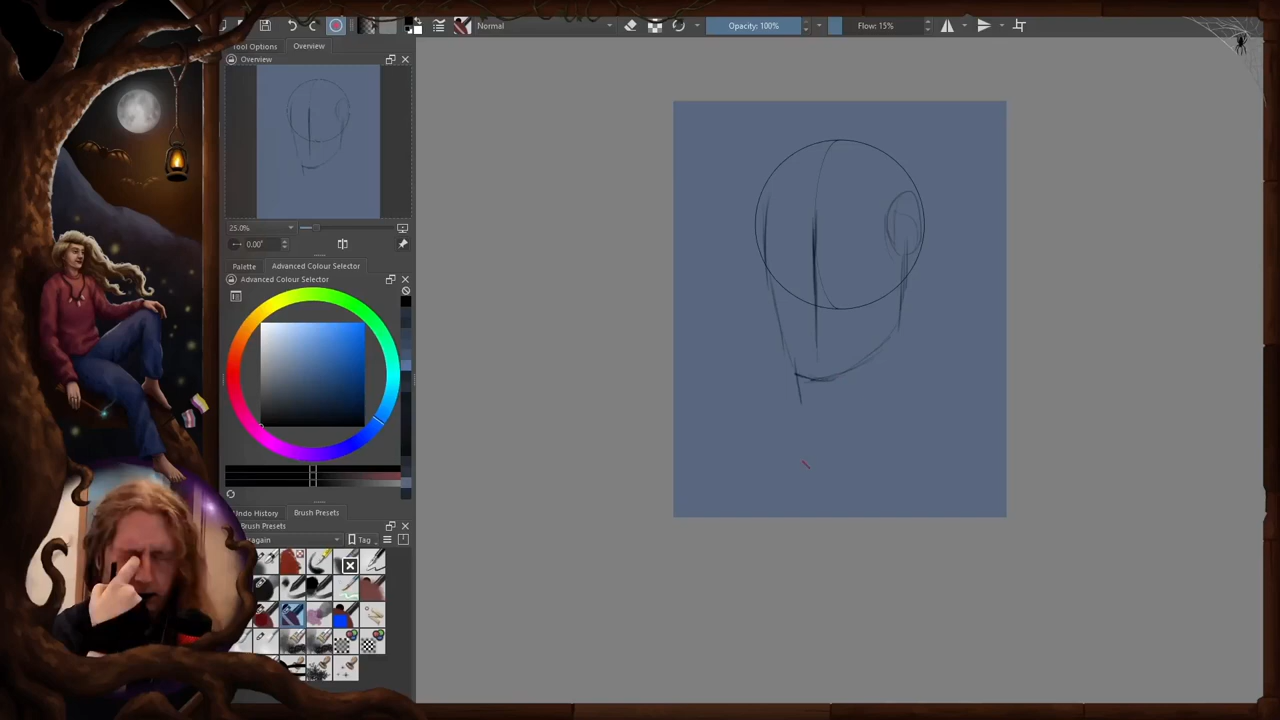 Normal
Opacity: 100%
Flow: 15%
Tool Options
Overview
Overview
25.0%
0.00°
Palette
Advanced Colour Selector
Advanced Colour Selector
Undo History
Brush Presets
Brush Presets
again
Tag